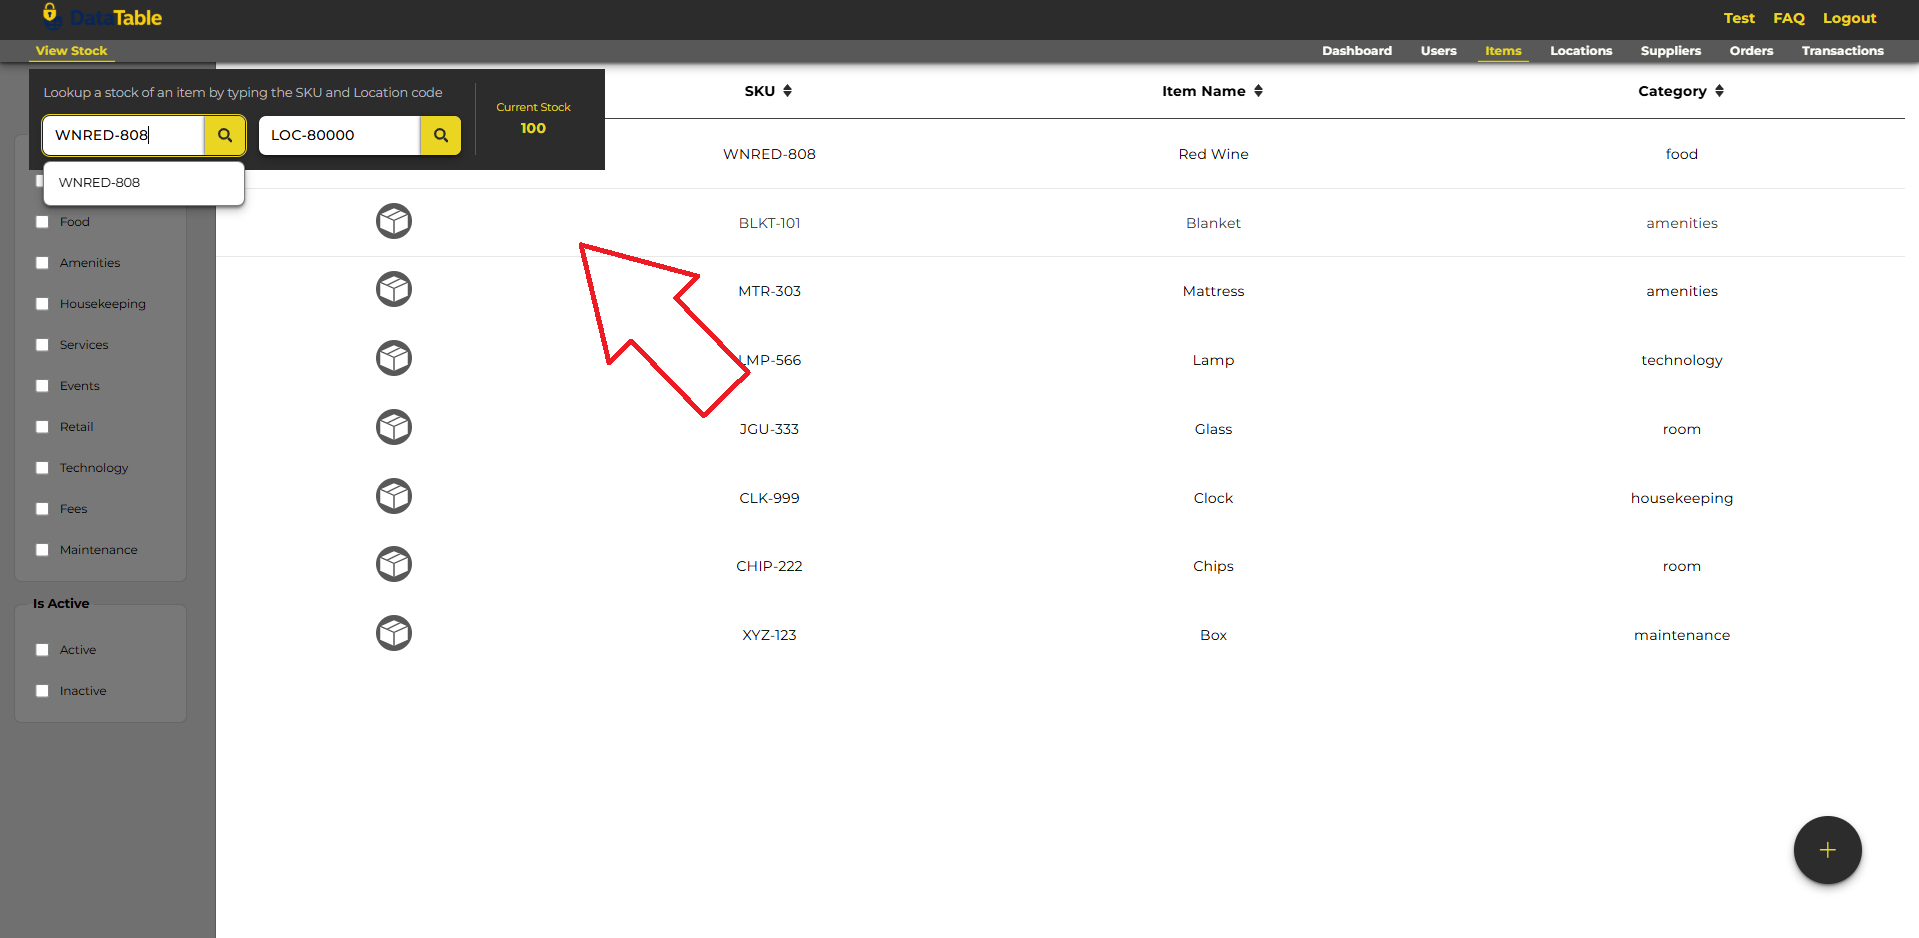 DataTable
Test FAQ Logout
View Stock
Dashboard Users Items Locations Suppliers Orders Transactions
Lookup a stock of an item by typing the SKU and Location code
WNRED-808
LOC-80000
Current Stock
100
WNRED-808
Food
Amenities
Housekeeping
Services
Events
Retail
Technology
Fees
Maintenance
Is Active
Active
Inactive
SKU Item Name Category
WNRED-808 Red Wine food
BLKT-101 Blanket amenities
MTR-303 Mattress amenities
LMP-566 Lamp technology
JGU-333 Glass room
CLK-999 Clock housekeeping
CHIP-222 Chips room
XYZ-123 Box maintenance